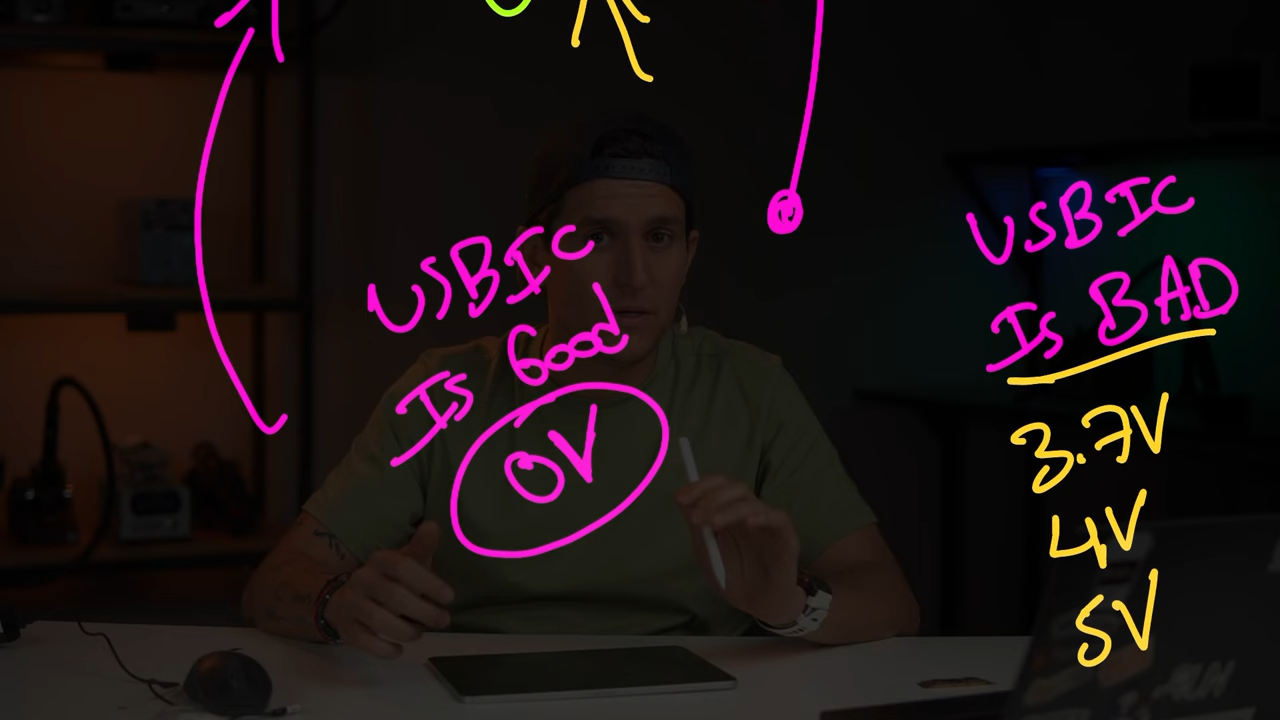 USBIC
Is Good
0V
USBIC
Is BAD
3.7V
4V
5V